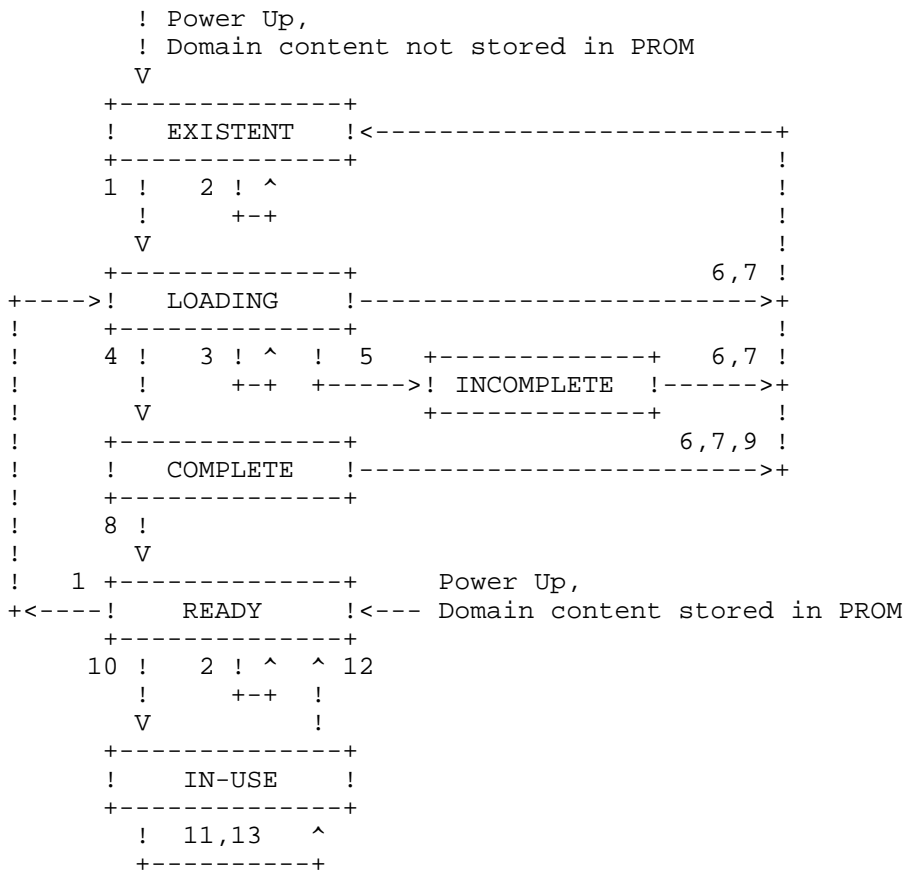 ! Power Up,
! Domain content not stored in PROM
V
+--------------+
!   EXISTENT   !<-------------------------+
+--------------+                          !
1 !   2 ! ^                               !
!     +-+                               !
V                                       !
+--------------+                      6,7 !
+---->!   LOADING    !------------------------->+
!     +--------------+                          !
!     4 !   3 ! ^  !  5   +-------------+   6,7 !
!       !     +-+  +----->! INCOMPLETE  !------>+
!       V                 +-------------+       !
!     +--------------+                    6,7,9 !
!     !   COMPLETE   !------------------------->+
!     +--------------+
!     8 !
!       V
!   1 +--------------+     Power Up,
+<----!    READY     !<--- Domain content stored in PROM
+--------------+
10 !   2 ! ^  ^ 12
!     +-+  !
V          !
+--------------+
!    IN-USE    !
+--------------+
!  11,13   ^
+----------+